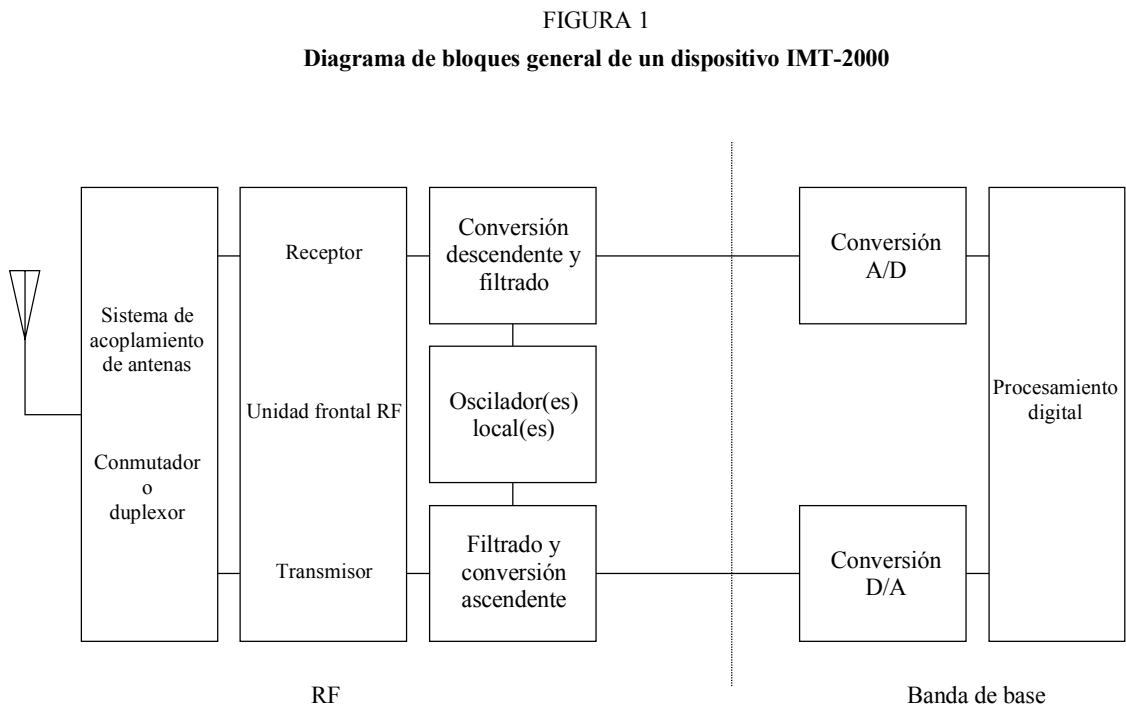 FIGURA 1
Diagrama de bloques general de un dispositivo IMT-2000
Sistema de
acoplamiento
de antenas
Conmutador
o
duplexor
Receptor
Unidad frontal RF
Transmisor
Conversión
descendente y
filtrado
Oscilador(es)
local(es)
Filtrado y
conversión
ascendente
Conversión
A/D
Conversión
D/A
Procesamiento
digital
RF
Banda de base